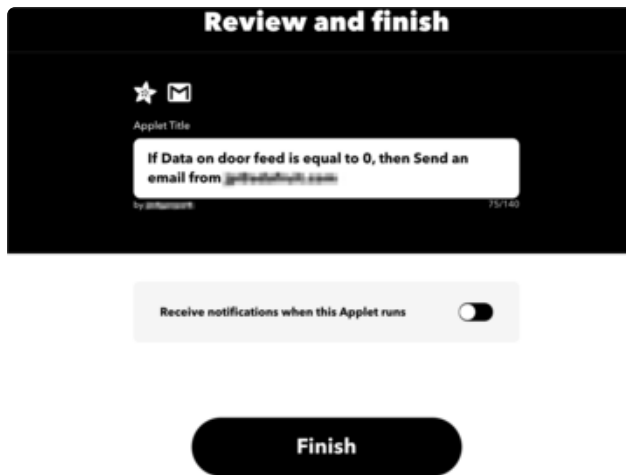 Review and finish
Applet Title
If Data on door feed is equal to 0, then Send an
email from
by
75/140
Receive notifications when this Applet runs
Finish